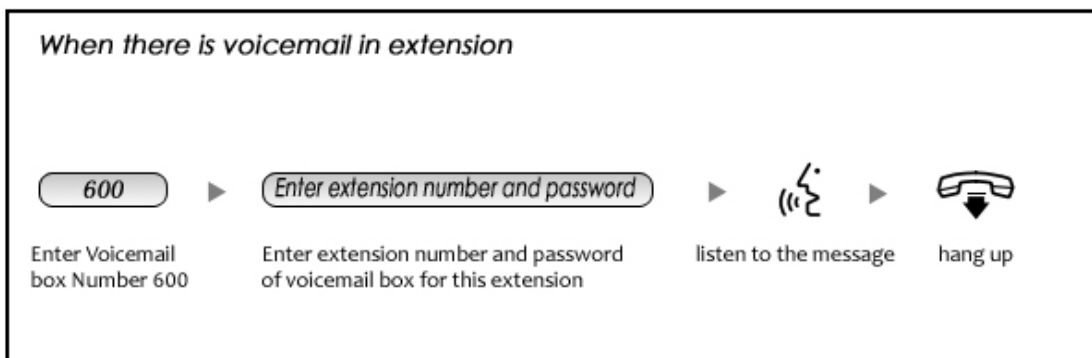 When there is voicemail in extension
600
Enter extension number and password
Enter Voicemail
box Number 600
Enter extension number and password
of voicemail box for this extension
listen to the message
hang up